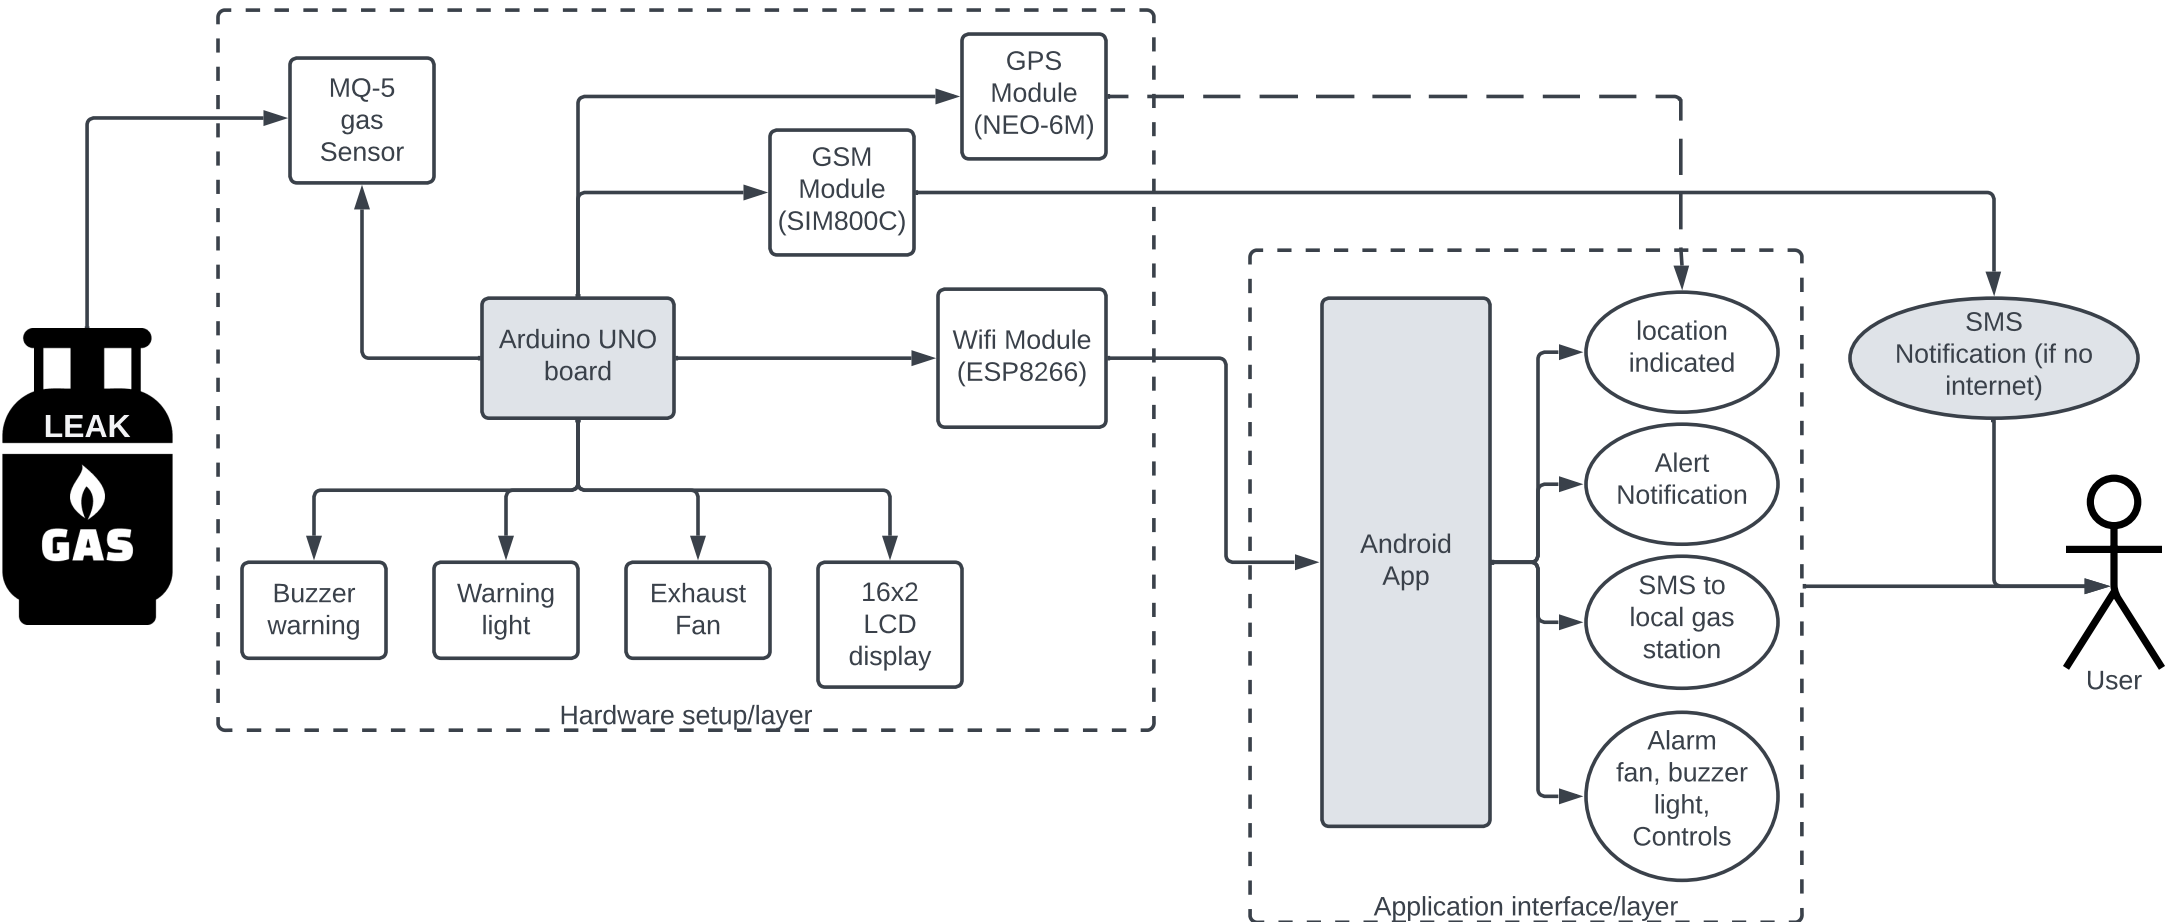 MQ-5
gas
Sensor
GPS
Module
(NEO-6M)
GSM
Module
(SIM800C)
Arduino UNO
board
Wifi Module
(ESP8266)
LEAK
GAS
Buzzer
warning
Warning
light
Exhaust
Fan
16x2
LCD
display
Hardware setup/layer
Android
App
location
indicated
Alert
Notification
SMS to
local gas
station
Alarm
fan, buzzer
light,
Controls
Application interface/layer
SMS
Notification (if no
internet)
User